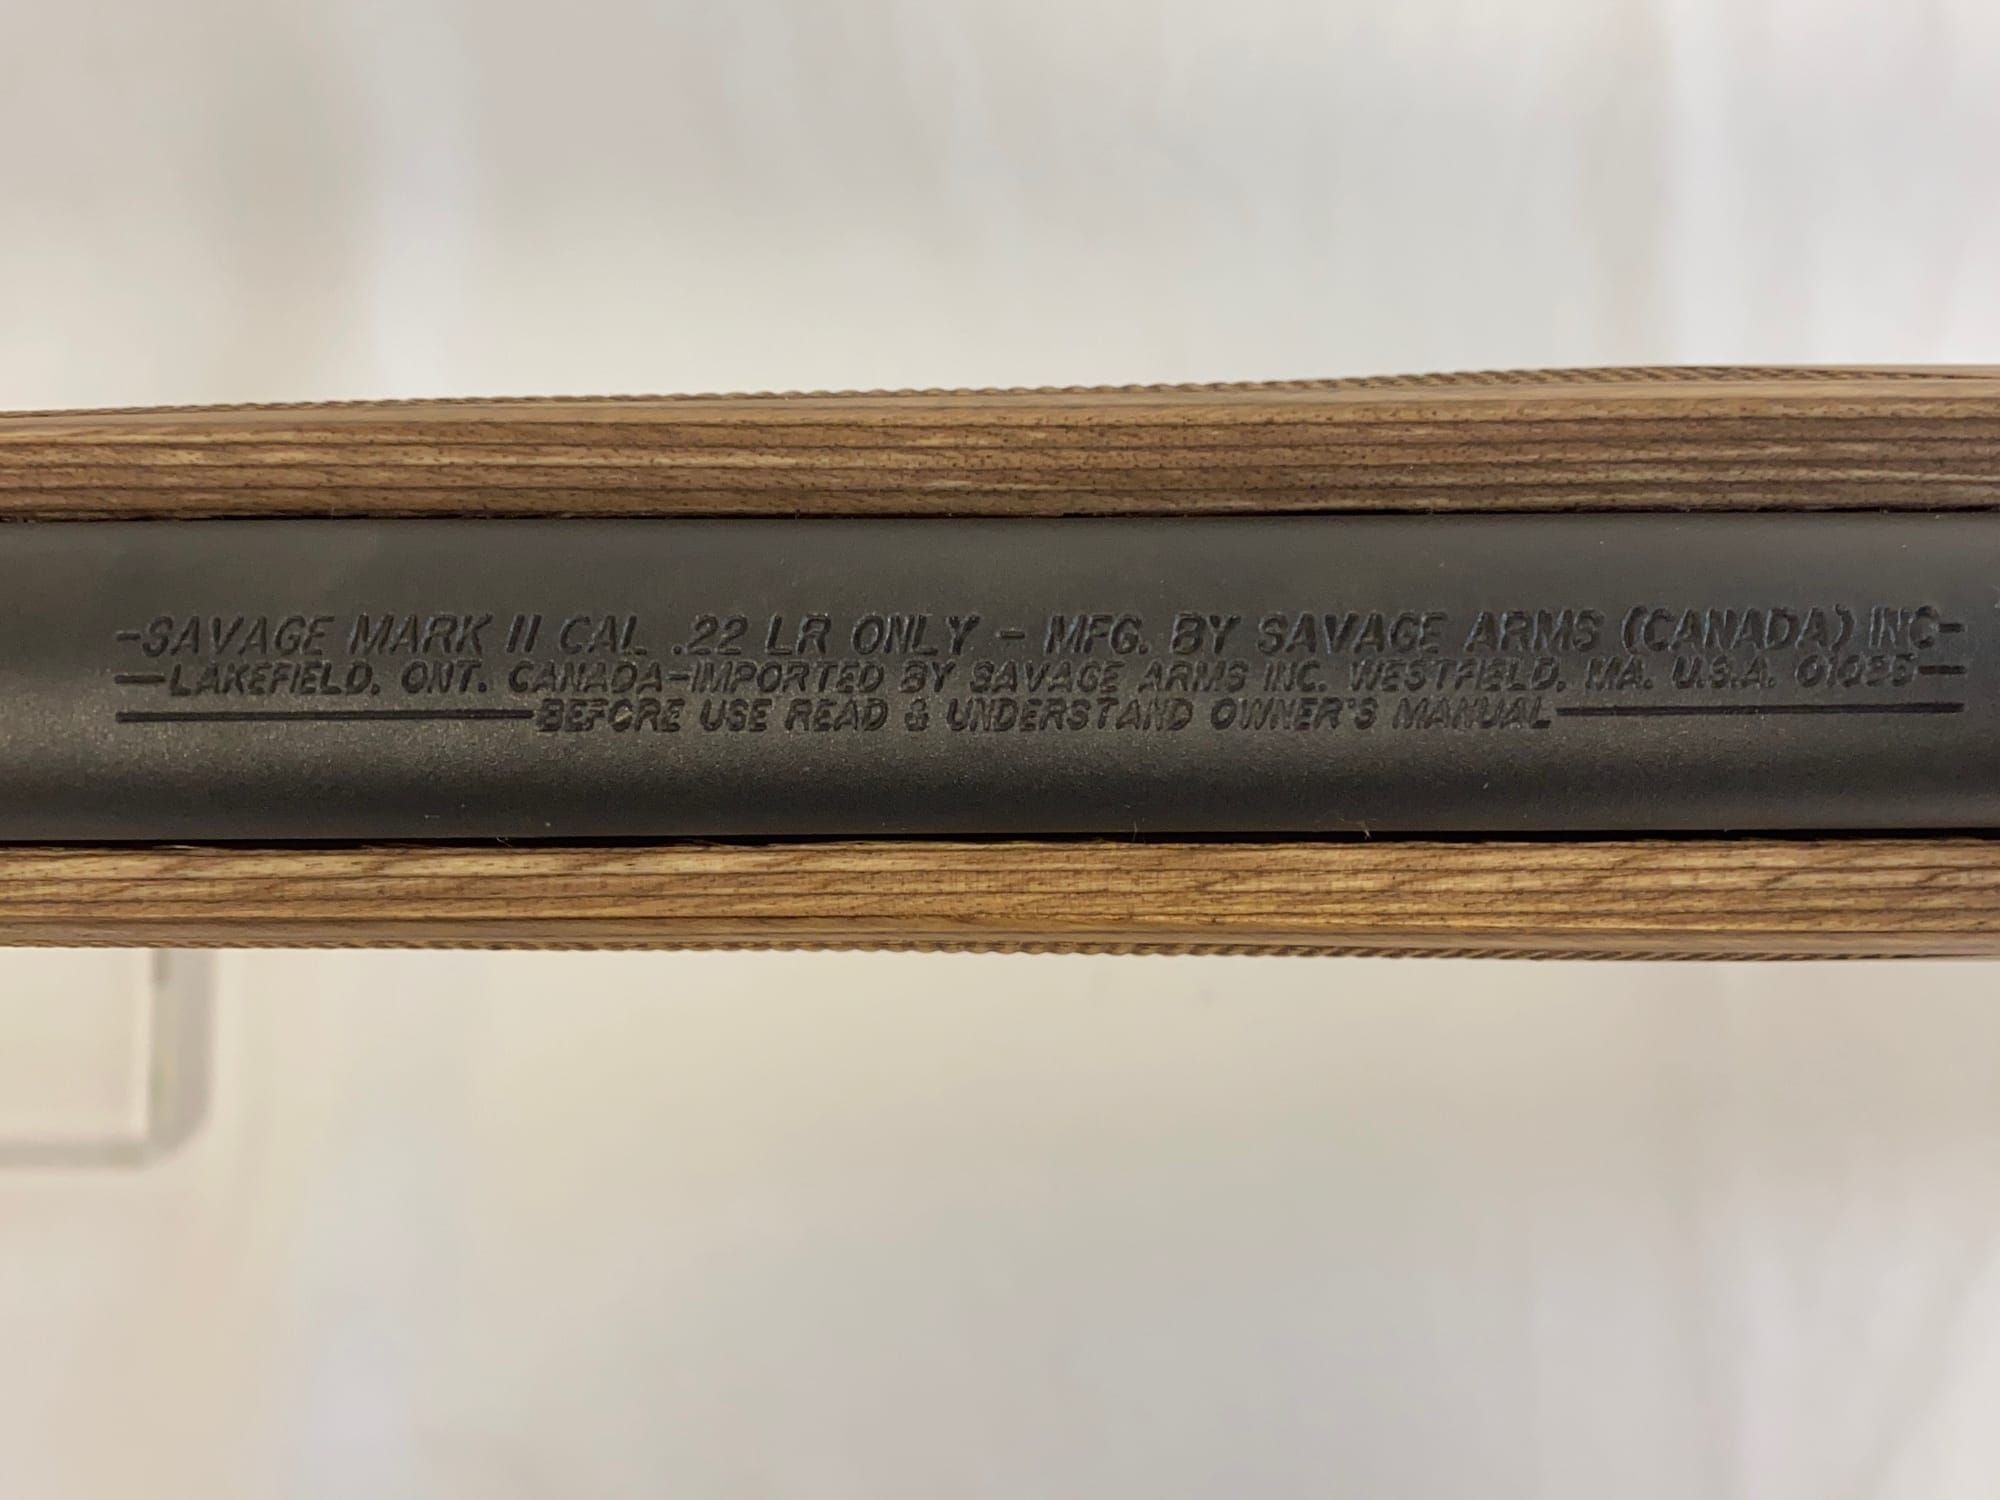 -SAVAGE MARK II CAL .22 LR ONLY - MFG. BY SAVAGE ARMS (CANADA) INC-
-LAKEFIELD, ONT. CANADA-IMPORTED BY SAVAGE ARMS INC. WESTFIELD, MA. U.S.A. 01085-
BEFORE USE READ & UNDERSTAND OWNER'S MANUAL